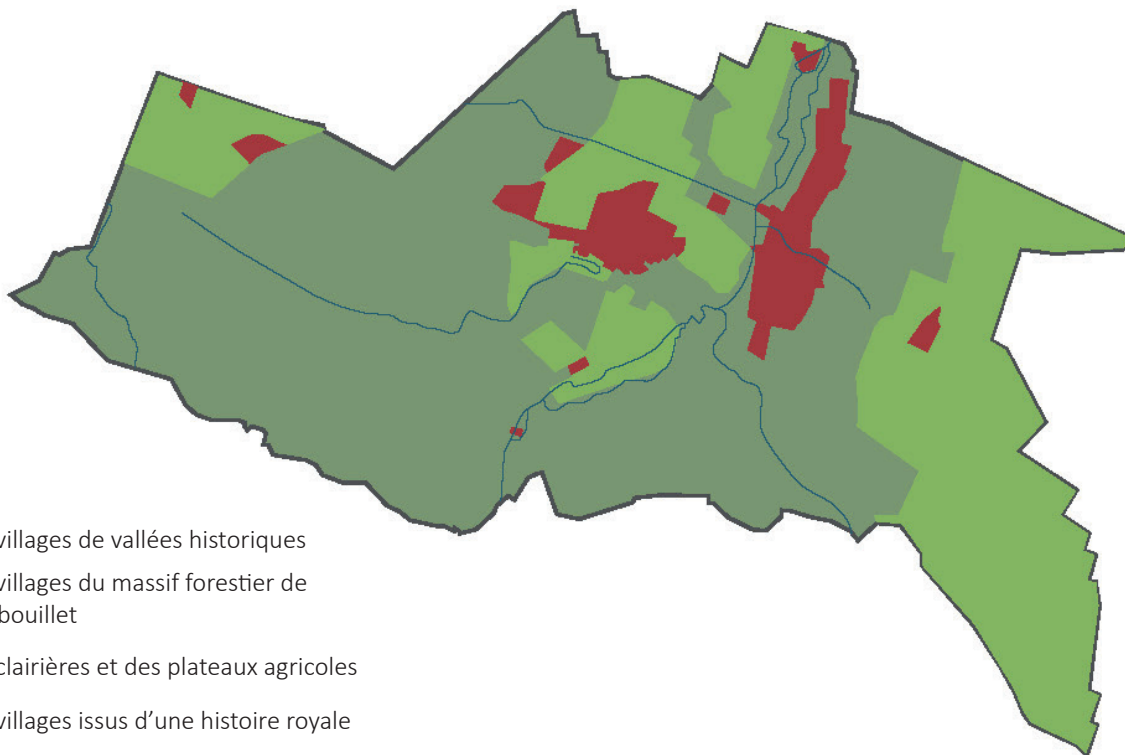 villages de vallées historiques
villages du massif forestier de
bouillet
clairières et des plateaux agricoles
villages issus d’une histoire royale